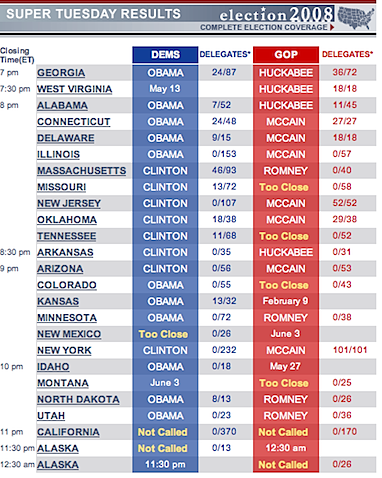 SUPER TUESDAY RESULTS election 2008
COMPLETE ELECTION COVERAGE
Closing
Time(ET) DEMS DELEGATES* GOP DELEGATES*
7 pm GEORGIA OBAMA 24/87 HUCKABEE 36/72
7:30 pm WEST VIRGINIA May 13 HUCKABEE 18/18
8 pm ALABAMA OBAMA 7/52 HUCKABEE 11/45
CONNECTICUT OBAMA 24/48 MCCAIN 27/27
DELAWARE OBAMA 9/15 MCCAIN 18/18
ILLINOIS OBAMA 0/153 MCCAIN 0/57
MASSACHUSETTS CLINTON 46/93 ROMNEY 0/40
MISSOURI CLINTON 13/72 Too Close 0/58
NEW JERSEY CLINTON 0/107 MCCAIN 52/52
OKLAHOMA CLINTON 18/38 MCCAIN 29/38
TENNESSEE CLINTON 11/68 Too Close 0/52
8:30 pm ARKANSAS CLINTON 0/35 HUCKABEE 0/31
9 pm ARIZONA CLINTON 0/56 MCCAIN 0/53
COLORADO OBAMA 0/55 Too Close 0/43
KANSAS OBAMA 13/32 February 9
MINNESOTA OBAMA 0/72 ROMNEY 0/38
NEW MEXICO Too Close 0/26 June 3
NEW YORK CLINTON 0/232 MCCAIN 101/101
10 pm IDAHO OBAMA 0/18 May 27
MONTANA June 3 Too Close 0/25
NORTH DAKOTA OBAMA 8/13 ROMNEY 0/26
UTAH OBAMA 0/23 ROMNEY 0/36
11 pm CALIFORNIA Not Called 0/370 Not Called 0/170
11:30 pm ALASKA Not Called 0/13 12:30 am
12:30 am ALASKA 11:30 pm Not Called 0/26